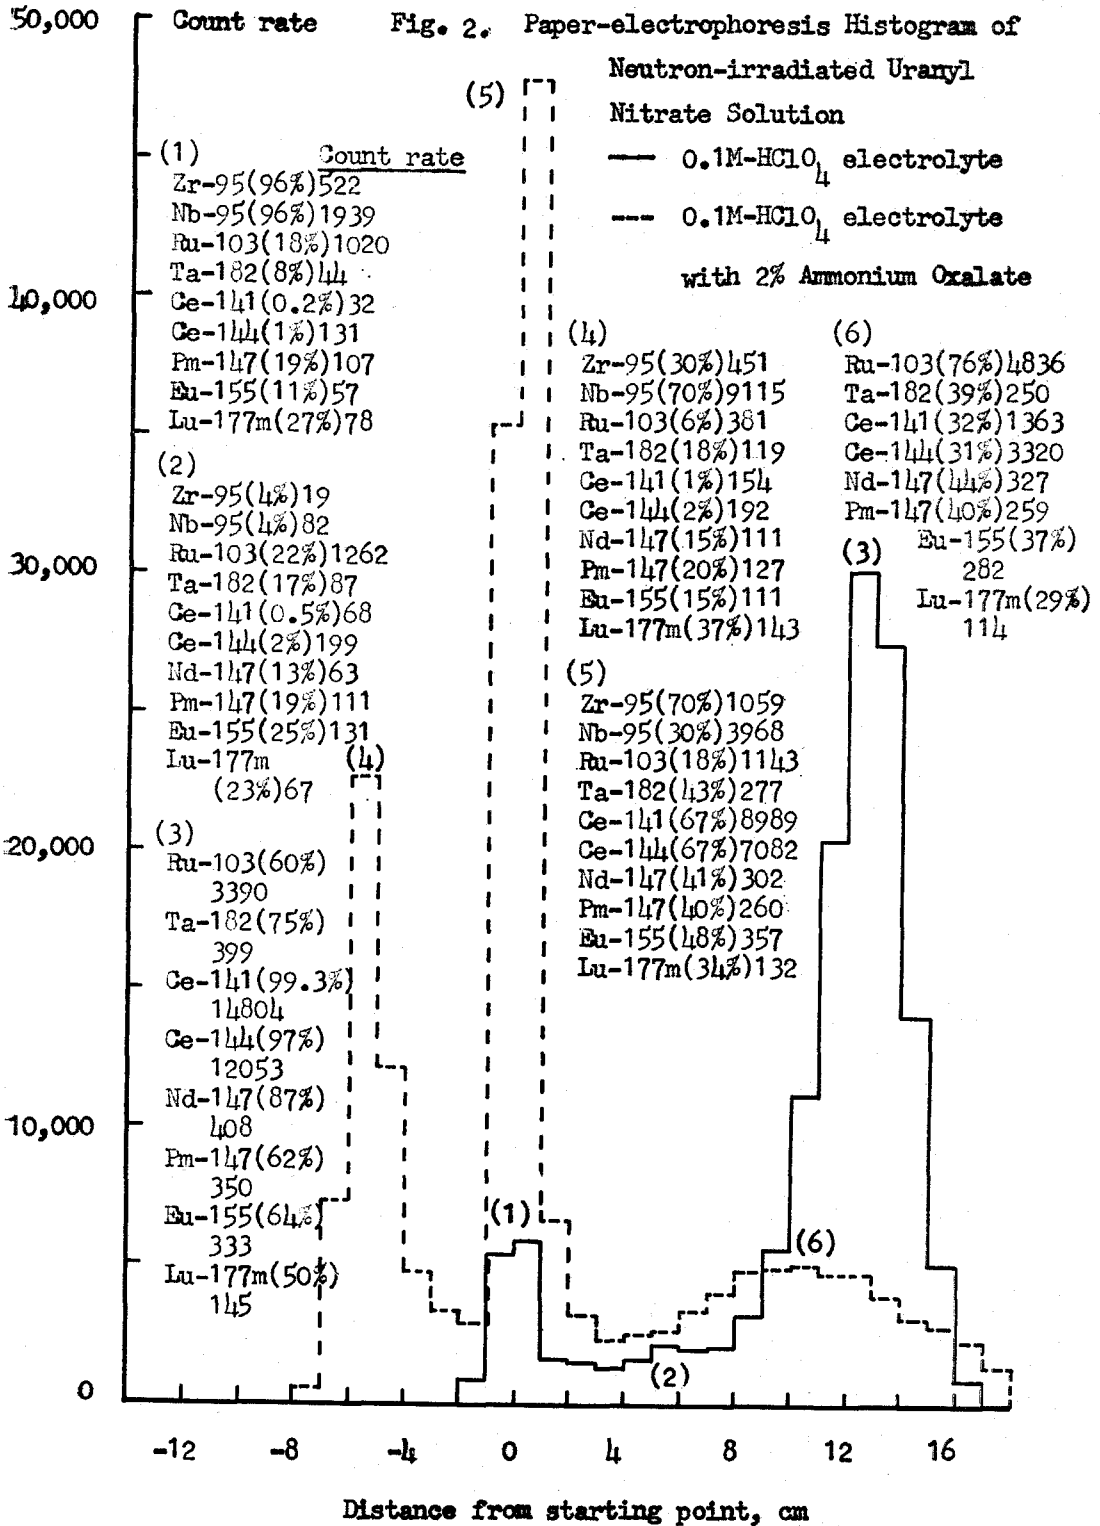 50,000 Count rate Fig. 2. Paper-electrophoresis Histogram of
Neutron-irradiated Uranyl
Nitrate Solution
0.1M-HClO4 electrolyte
0.1M-HClO4 electrolyte
with 2% Ammonium Oxalate
(5)
(1) Count rate
Zr-95(96%)522
Nb-95(96%)1939
Ru-103(18%)1020
Ta-182(8%)44
Ce-141(0.2%)32
Ce-144(1%)131
Pm-147(19%)107
Eu-155(11%)57
Lu-177m(27%)78
(2)
Zr-95(4%)19
Nb-95(4%)82
Ru-103(22%)1262
Ta-182(17%)87
Ce-141(0.5%)68
Ce-144(2%)199
Nd-147(13%)63
Pm-147(19%)111
Eu-155(25%)131
Lu-177m
(23%)67
(3)
Ru-103(60%)
3390
Ta-182(75%)
399
Ce-141(99.3%)
14804
Ce-144(97%)
12053
Nd-147(87%)
408
Pm-147(62%)
350
Eu-155(64%)
333
Lu-177m(50%)
145
(4)
Zr-95(30%)451
Nb-95(70%)9115
Ru-103(6%)381
Ta-182(18%)119
Ce-141(1%)154
Ce-144(2%)192
Nd-147(15%)111
Pm-147(20%)127
Eu-155(15%)111
Lu-177m(37%)143
(5)
Zr-95(70%)1059
Nb-95(30%)3968
Ru-103(18%)1143
Ta-182(43%)277
Ce-141(67%)8989
Ce-144(67%)7082
Nd-147(41%)302
Pm-147(40%)260
Eu-155(48%)357
Lu-177m(34%)132
(6)
Ru-103(76%)4836
Ta-182(39%)250
Ce-141(32%)1363
Ce-144(31%)3320
Nd-147(44%)327
Pm-147(40%)259
Eu-155(37%)
282
Lu-177m(29%)
114
(3)
(4)
(1)
(6)
(2)
40,000
30,000
20,000
10,000
0
-12 -8 -4 0 4 8 12 16
Distance from starting point, cm